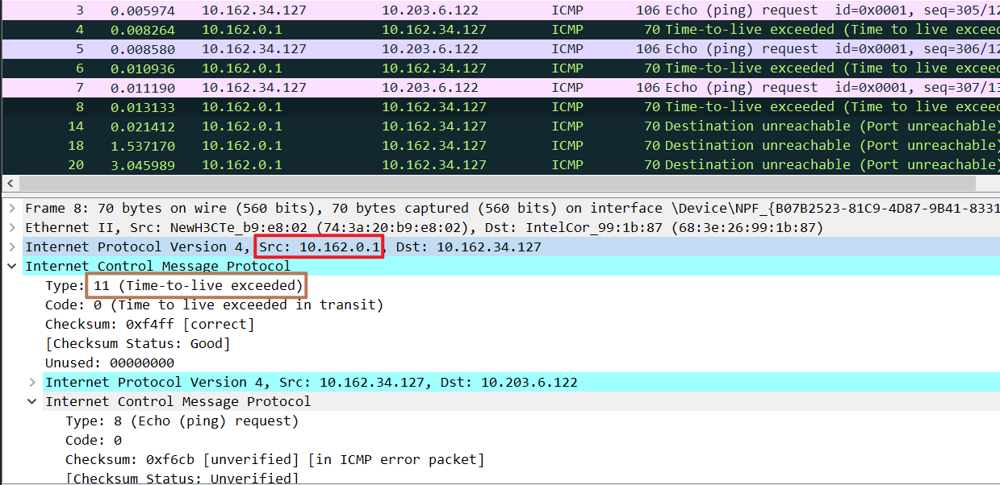 3 0.005974 10.162.34.127 10.203.6.122 ICMP 106 Echo (ping) request id=0x0001, seq=305/12
4 0.008264 10.162.0.1 10.162.34.127 ICMP 70 Time-to-live exceeded (Time to live exceed
5 0.008580 10.162.34.127 10.203.6.122 ICMP 106 Echo (ping) request id=0x0001, seq=306/12
6 0.010936 10.162.0.1 10.162.34.127 ICMP 70 Time-to-live exceeded (Time to live exceed
7 0.011190 10.162.34.127 10.203.6.122 ICMP 106 Echo (ping) request id=0x0001, seq=307/13
8 0.013133 10.162.0.1 10.162.34.127 ICMP 70 Time-to-live exceeded (Time to live exceed
14 0.021412 10.162.0.1 10.162.34.127 ICMP 70 Destination unreachable (Port unreachable)
18 1.537170 10.162.0.1 10.162.34.127 ICMP 70 Destination unreachable (Port unreachable)
20 3.045989 10.162.0.1 10.162.34.127 ICMP 70 Destination unreachable (Port unreachable)
Frame 8: 70 bytes on wire (560 bits), 70 bytes captured (560 bits) on interface \Device\NPF_{B07B2523-81C9-4D87-9B41-8331
Ethernet II, Src: NewH3CTe_b9:e8:02 (74:3a:20:b9:e8:02), Dst: IntelCor_99:1b:87 (68:3e:26:99:1b:87)
Internet Protocol Version 4, Src: 10.162.0.1, Dst: 10.162.34.127
Internet Control Message Protocol
Type: 11 (Time-to-live exceeded)
Code: 0 (Time to live exceeded in transit)
Checksum: 0xf4ff [correct]
[Checksum Status: Good]
Unused: 00000000
Internet Protocol Version 4, Src: 10.162.34.127, Dst: 10.203.6.122
Internet Control Message Protocol
Type: 8 (Echo (ping) request)
Code: 0
Checksum: 0xf6cb [unverified] [in ICMP error packet]
[Checksum Status: Unverified]